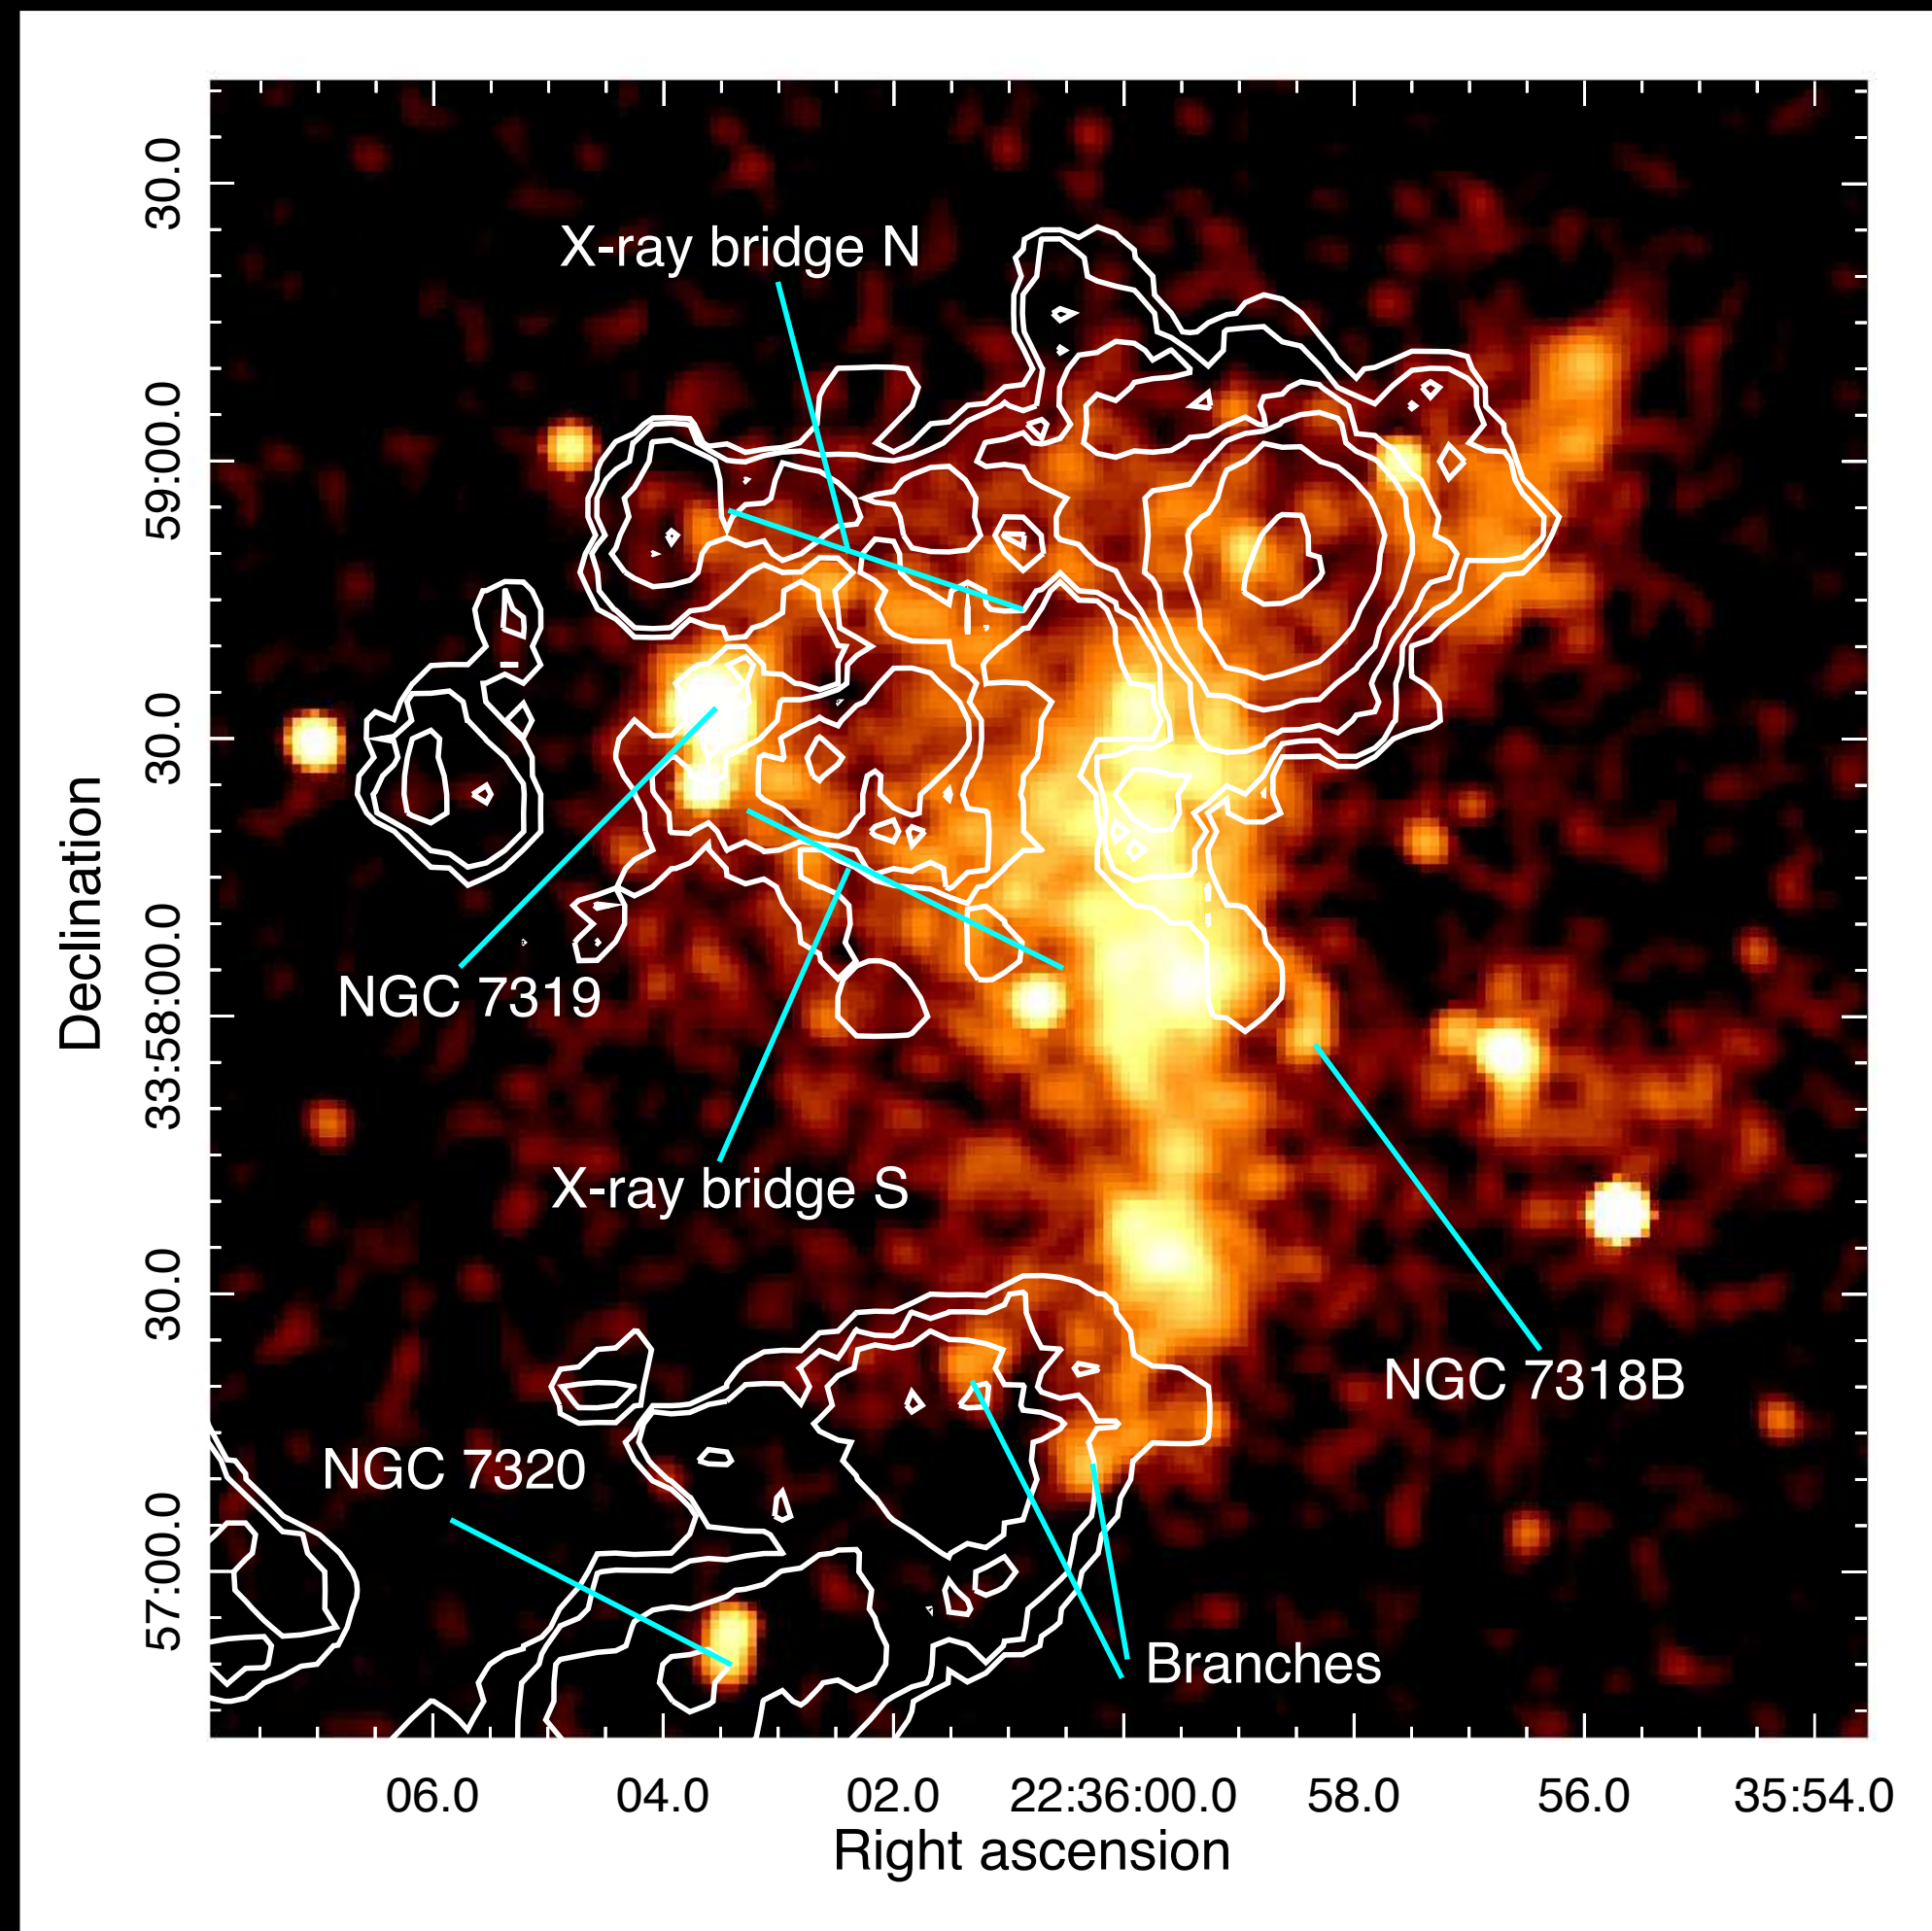 X-ray bridge N
NGC 7319
X-ray bridge S
NGC 7318B
NGC 7320
Branches
Declination
30.0
59:00.0
30.0
33:58:00.0
30.0
57:00.0
06.0 04.0 02.0 22:36:00.0 58.0 56.0 35:54.0
Right ascension